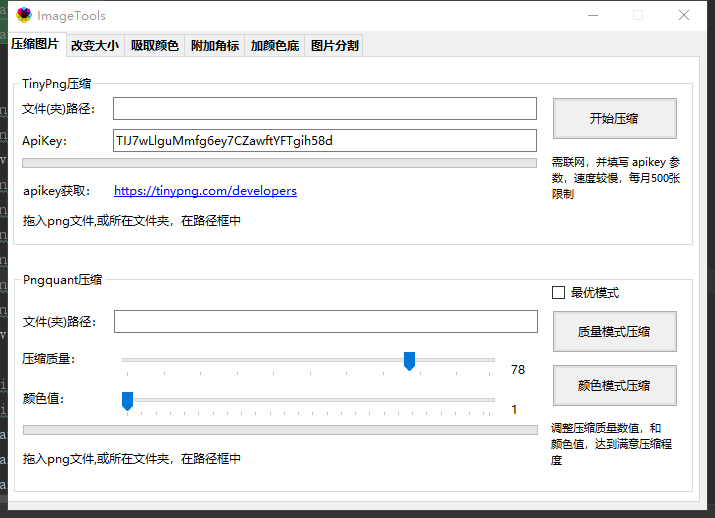 ImageTools
压缩图片 改变大小 吸取颜色 附加角标 加颜色底 图片分割
TinyPng压缩
文件(夹)路径：
开始压缩
ApiKey： TIJ7wLlguMmfg6ey7CZawftYFTgih58d
需联网，并填写 apikey 参
数，速度较慢，每月500张
限制
apikey获取： https://tinypng.com/developers
拖入png文件,或所在文件夹，在路径框中
Pngquant压缩
最优模式
文件(夹)路径：
质量模式压缩
压缩质量： 78
颜色模式压缩
颜色值： 1
调整压缩质量数值，和
颜色值，达到满意压缩程
度
拖入png文件,或所在文件夹，在路径框中